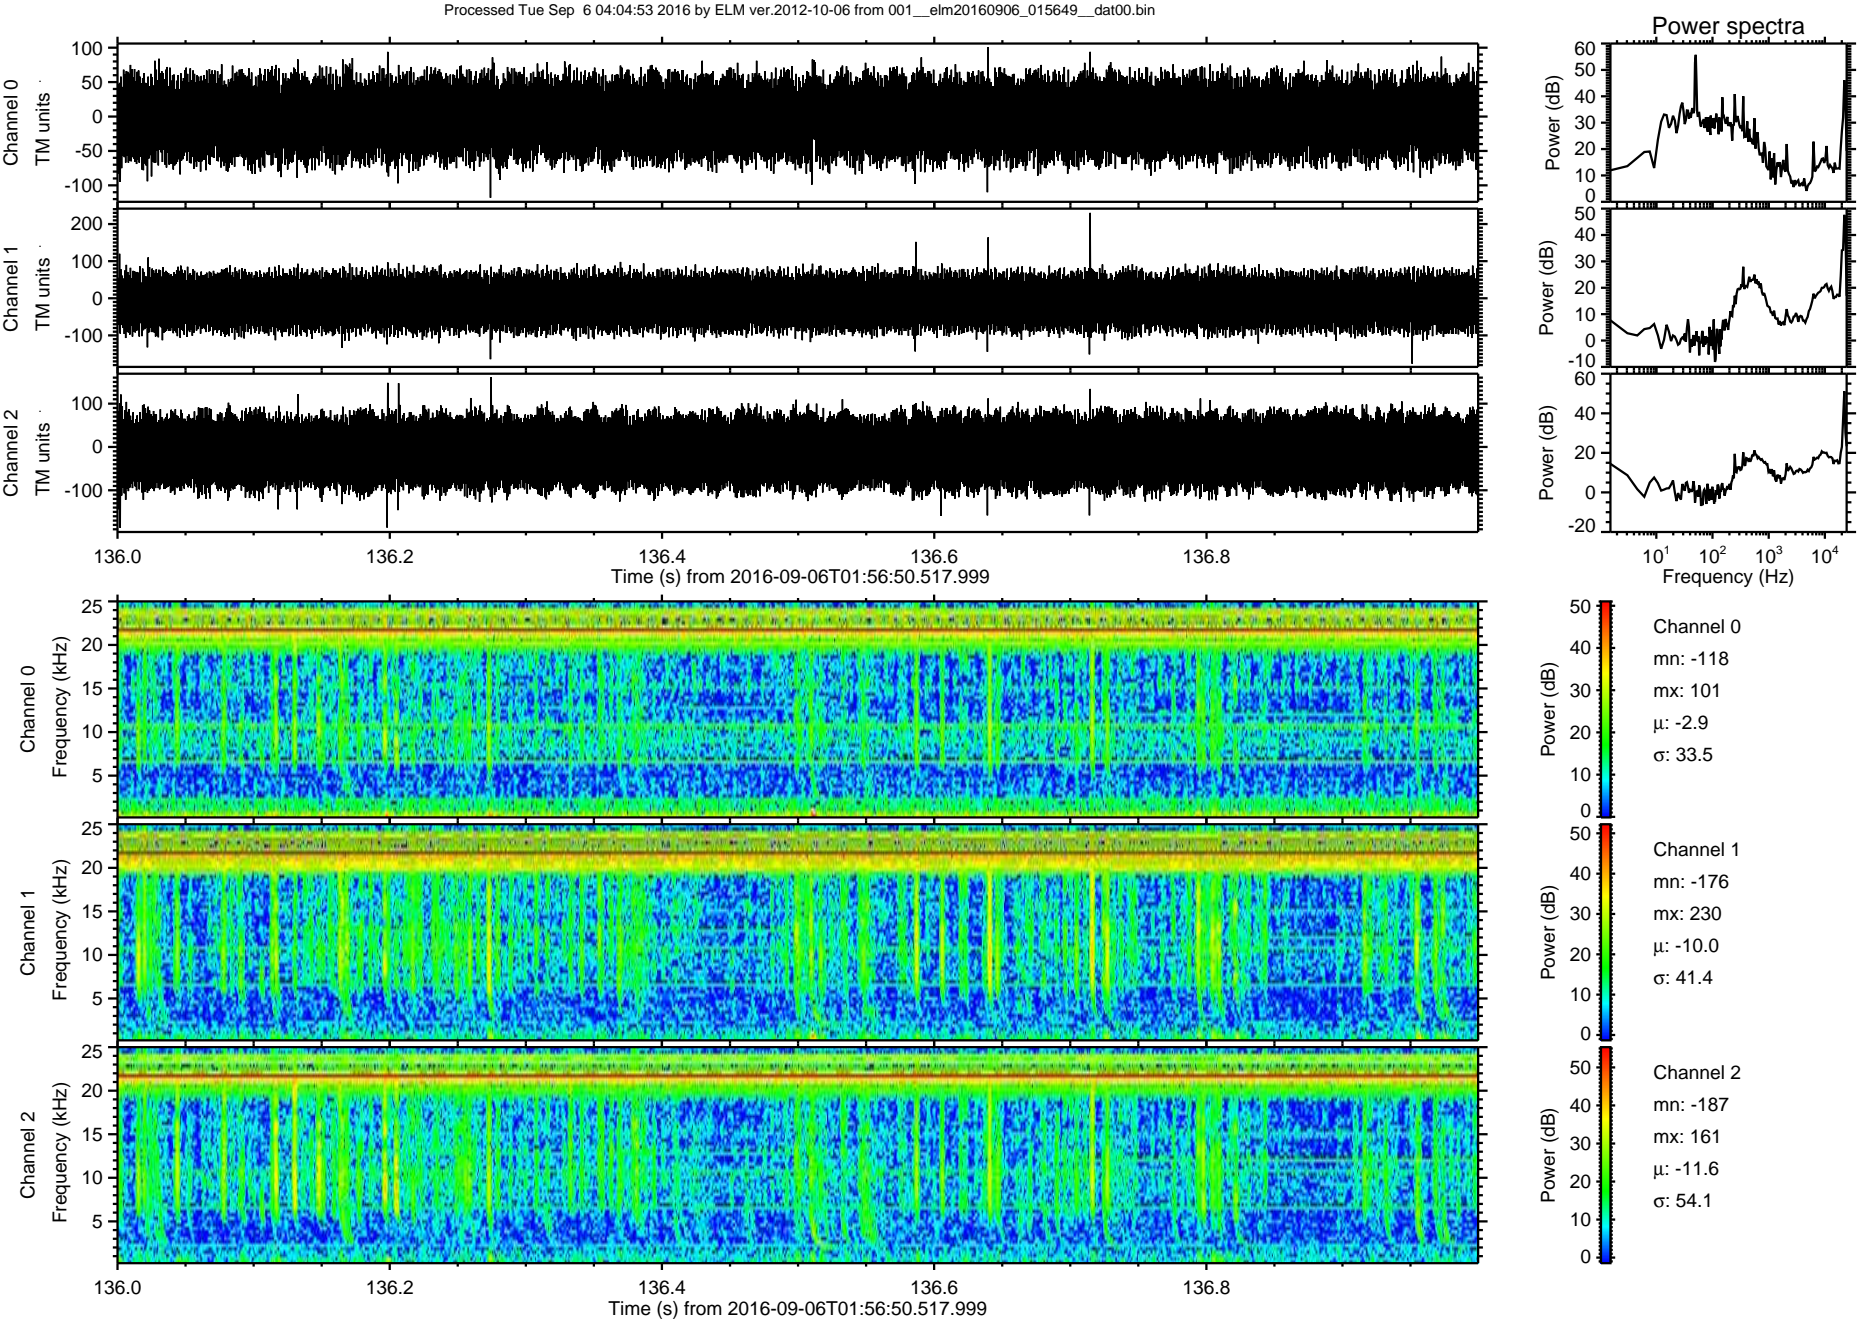 Processed Tue Sep  6 04:04:53 2016 by ELM ver.2012-10-06 from 001__elm20160906_015649__dat00.bin
Power spectra
Channel 0
TM units
100
50
0
-50
-100
Power (dB)
60
50
40
30
20
10
0
Channel 1
TM units
200
100
0
-100
Power (dB)
50
40
30
20
10
0
-10
Channel 2
TM units
100
0
-100
Power (dB)
60
40
20
0
-20
136.0 136.2 136.4 136.6 136.8
Time (s) from 2016-09-06T01:56:50.517.999
10¹ 10² 10³ 10⁴
Frequency (Hz)
Channel 0
Frequency (kHz)
25
20
15
10
5
Power (dB)
50
40
30
20
10
0
Channel 0
mn: -118
mx: 101
μ: -2.9
σ: 33.5
Channel 1
Frequency (kHz)
25
20
15
10
5
Power (dB)
50
40
30
20
10
0
Channel 1
mn: -176
mx: 230
μ: -10.0
σ: 41.4
Channel 2
Frequency (kHz)
25
20
15
10
5
Power (dB)
50
40
30
20
10
0
Channel 2
mn: -187
mx: 161
μ: -11.6
σ: 54.1
136.0 136.2 136.4 136.6 136.8
Time (s) from 2016-09-06T01:56:50.517.999